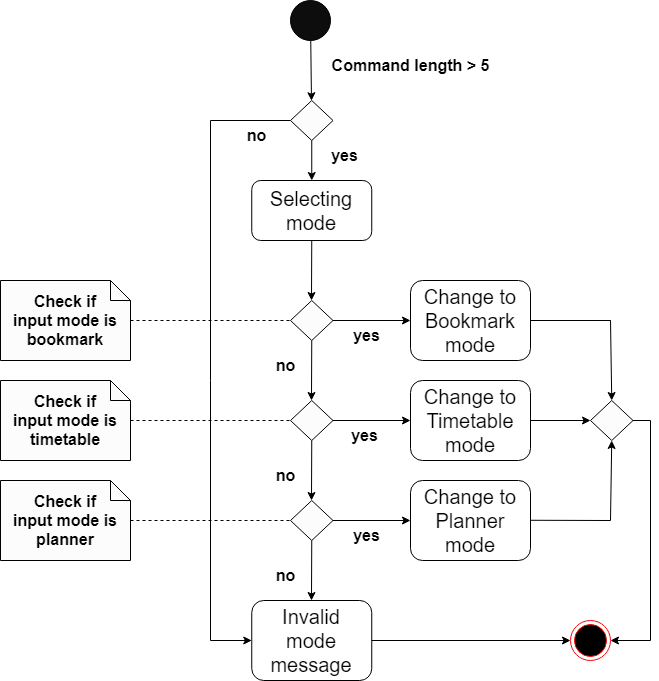 Command length > 5
no
yes
Selecting
mode
Check if
input mode is
bookmark
yes
Change to
Bookmark
mode
no
Check if
input mode is
timetable
yes
Change to
Timetable
mode
no
Check if
input mode is
planner
yes
Change to
Planner
mode
no
Invalid
mode
message